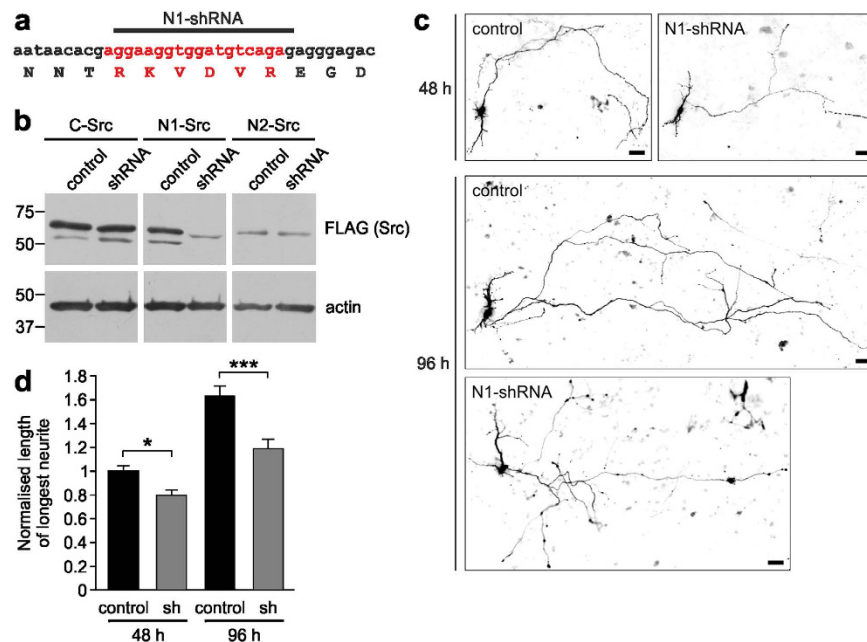 a
N1-shRNA
aataacacgaggaaggtggatgtcagagagggagac
N N T R K V D V R E G D
b
C-Src N1-Src N2-Src
control shRNA control shRNA control shRNA
75
50
FLAG (Src)
50
37
actin
c
48 h
control
N1-shRNA
96 h
control
N1-shRNA
d
Normalised length
of longest neurite
1.8
1.6
1.4
1.2
1
0.8
0.6
0.4
0.2
0
*
***
control sh control sh
48 h 96 h